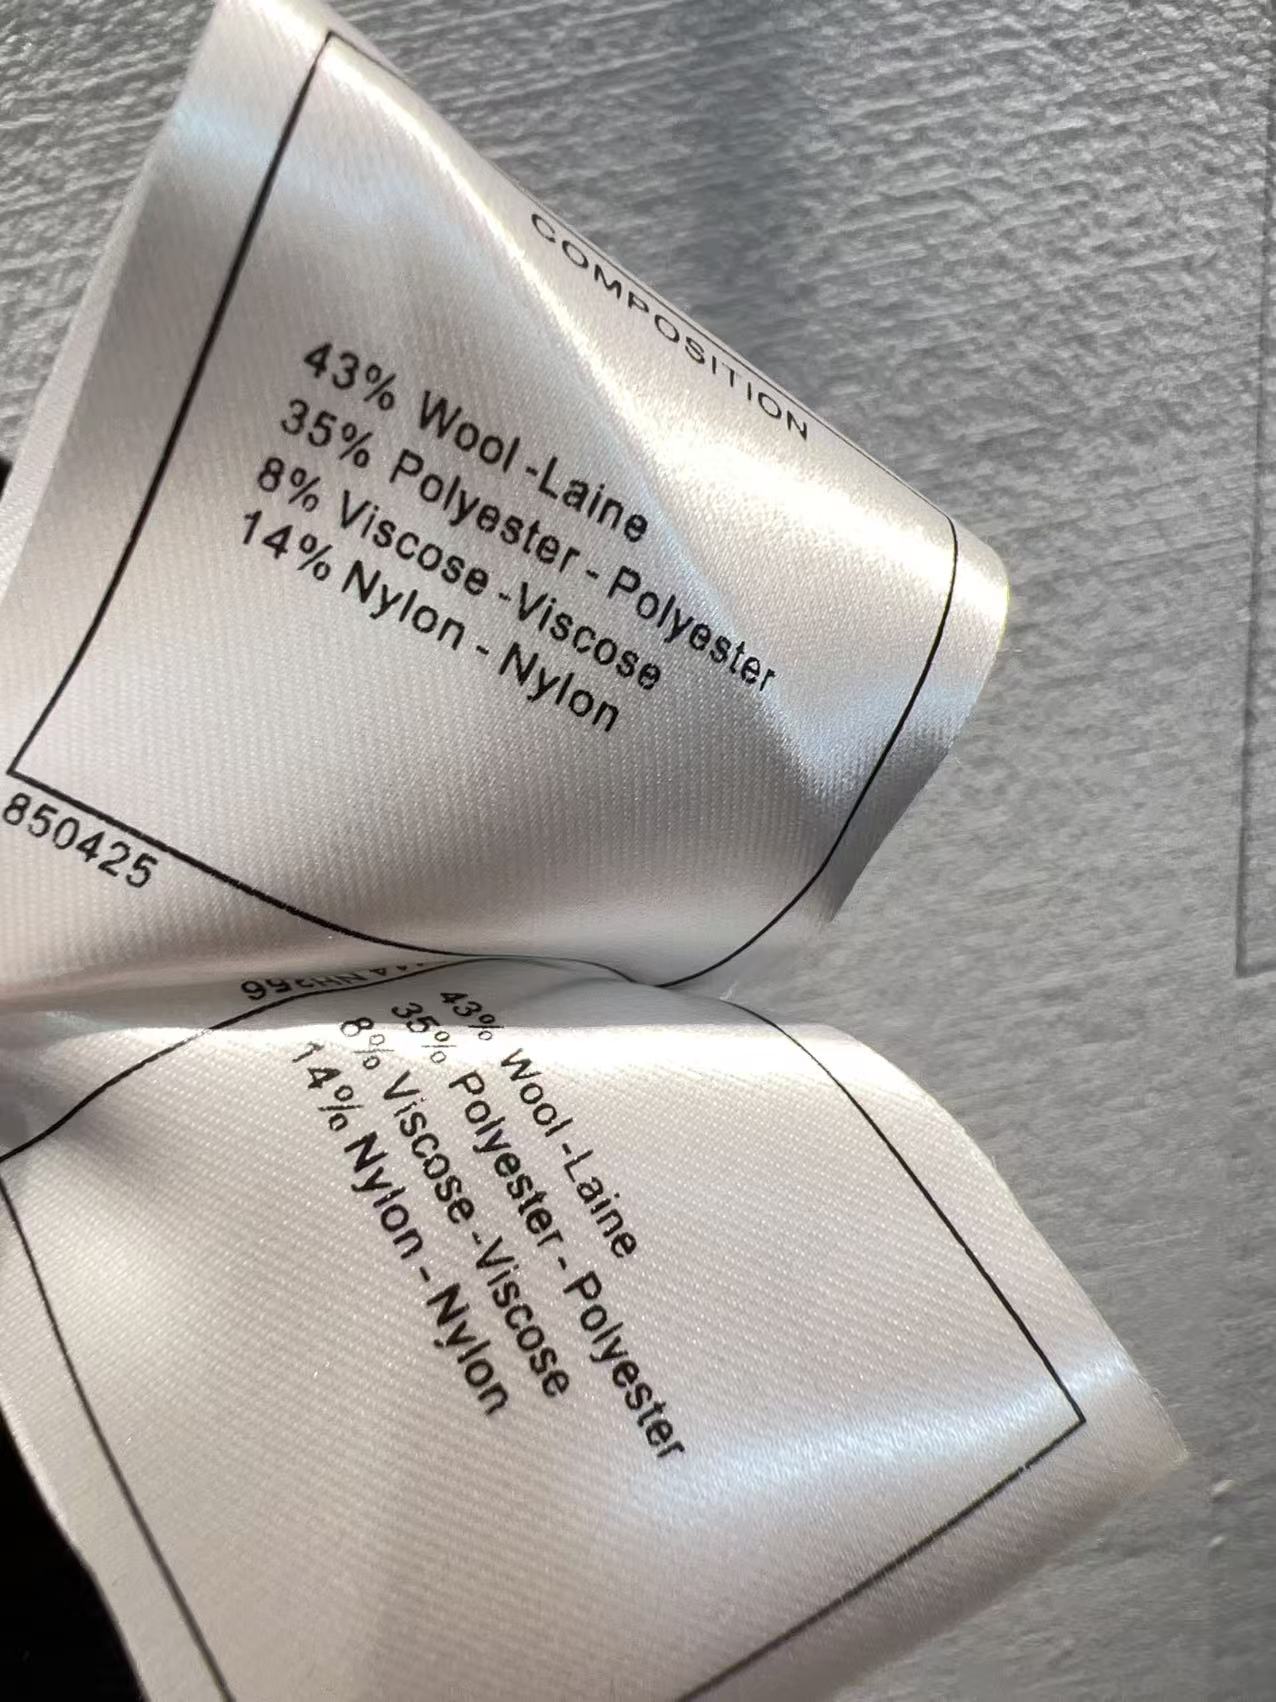 COMPOSITION
43% Wool -Laine
35% Polyester - Polyester
8% Viscose -Viscose
14% Nylon - Nylon
850425
43% Wool -Laine
35% Polyester - Polyester
8% Viscose -Viscose
14% Nylon - Nylon